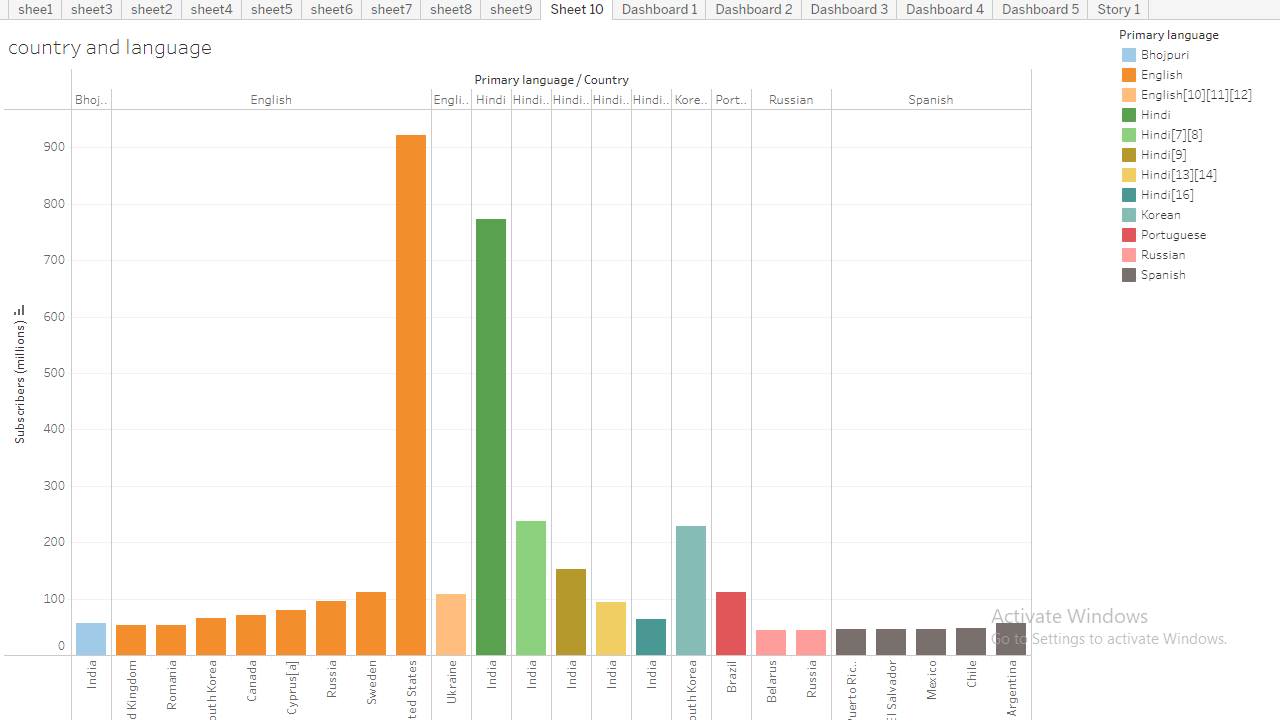 shee1 sheet3 sheet2 sheet4 sheet5 sheet6 sheet7 sheet8 sheet9 Sheet 10 Dashboard 1 Dashboard 2 Dashboard 3 Dashboard 4 Dashboard 5 Story 1
country and language
Primary language / Country
Bhoj.. English Engli.. Hindi Hindi.. Hindi.. Hindi.. Hindi.. Kore.. Port.. Russian Spanish
Subscribers (millions)
900
800
700
600
500
400
300
200
100
0
India
d Kingdom
Romania
outh Korea
Canada
Cyprus[a]
Russia
Sweden
ted States
Ukraine
India
India
India
India
India
outh Korea
Brazil
Belarus
Russia
Puerto Ric..
El Salvador
Mexico
Chile
Argentina
Primary language
Bhojpuri
English
English[10][11][12]
Hindi
Hindi[7][8]
Hindi[9]
Hindi[13][14]
Hindi[16]
Korean
Portuguese
Russian
Spanish
Activate Windows
Go to Settings to activate Windows.